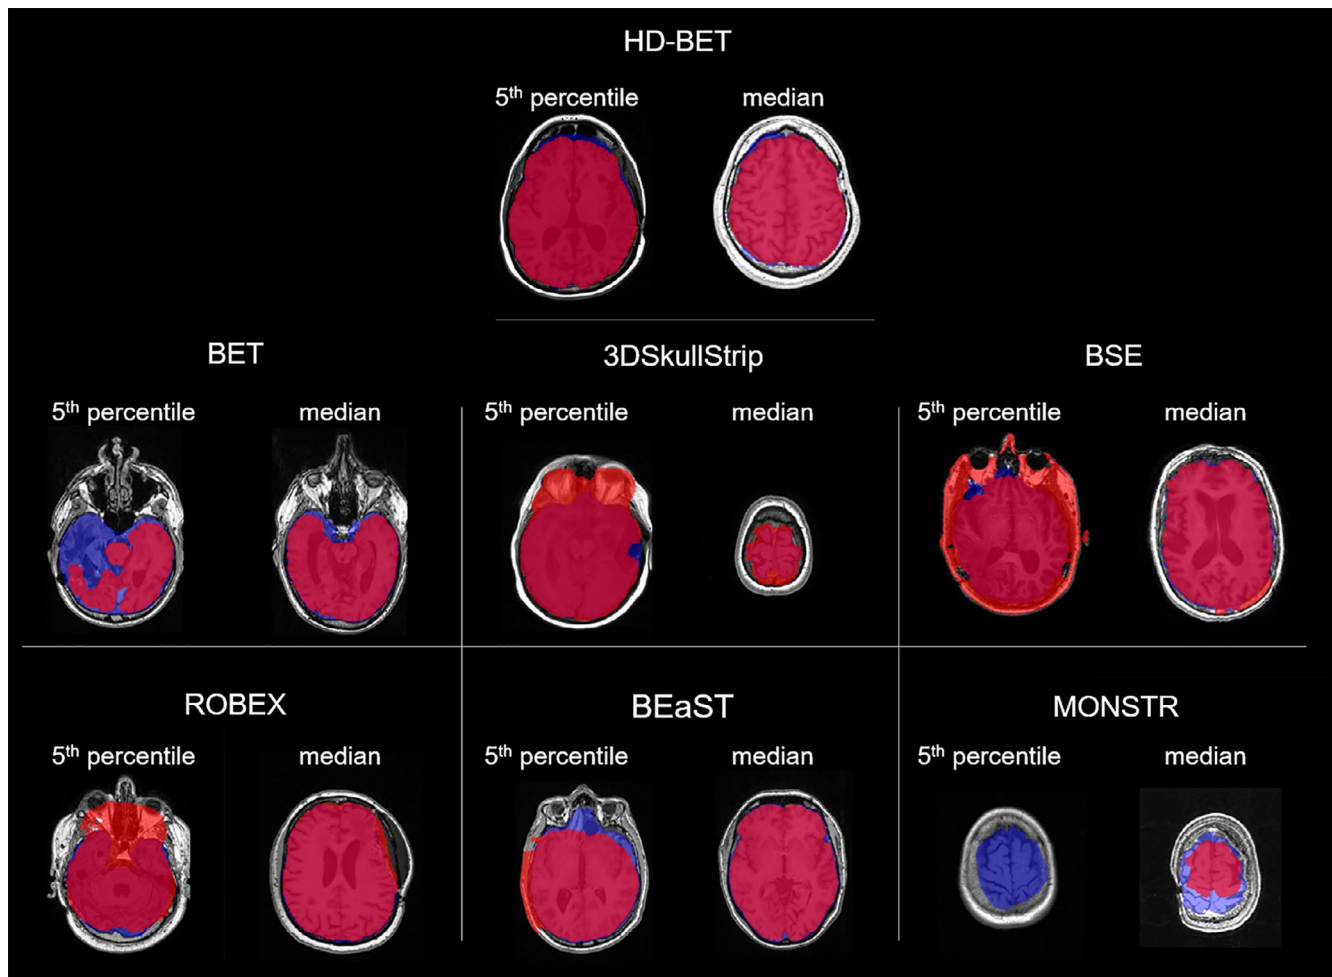 HD-BET
5th percentile median
BET 3DSkullStrip BSE
5th percentile median 5th percentile median 5th percentile median
ROBEX BEaST MONSTR
5th percentile median 5th percentile median 5th percentile median